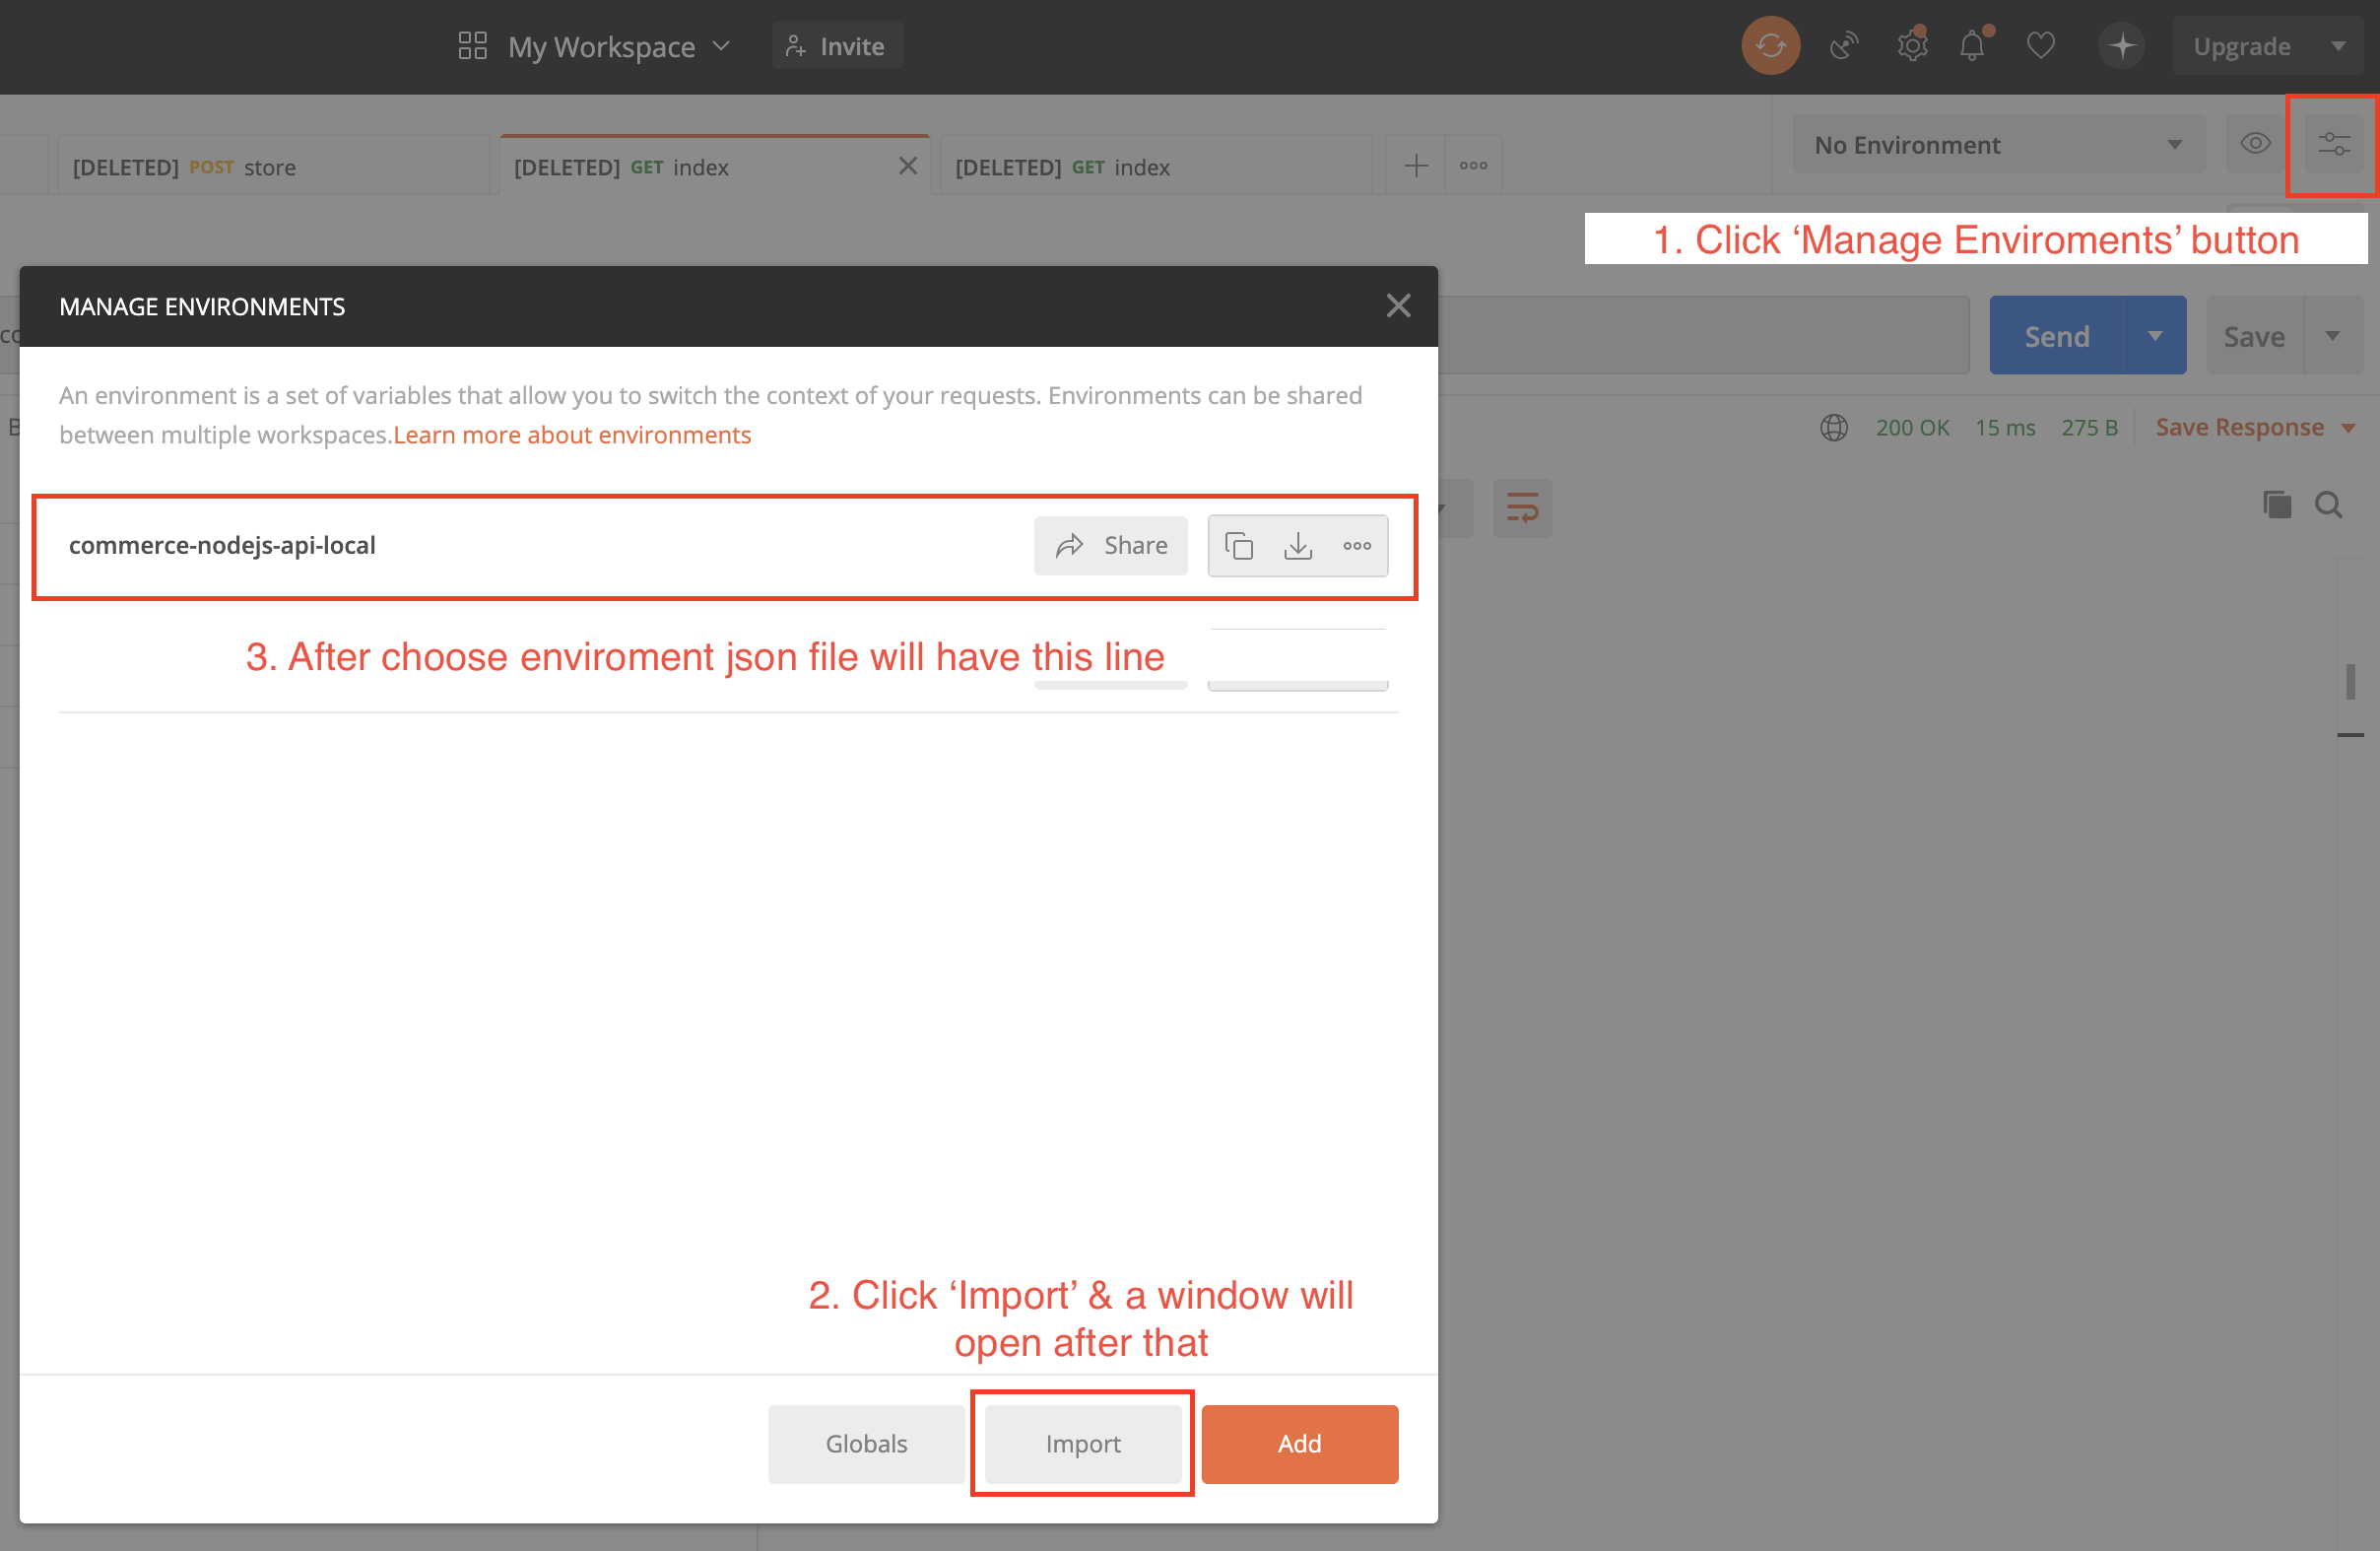 My Workspace
Invite
Upgrade
[DELETED] POST store
[DELETED] GET index
[DELETED] GET index
No Environment
1. Click ‘Manage Enviroments’ button
MANAGE ENVIRONMENTS
Send
Save
An environment is a set of variables that allow you to switch the context of your requests. Environments can be shared
between multiple workspaces.Learn more about environments
200 OK 15 ms 275 B Save Response
commerce-nodejs-api-local
Share
3. After choose enviroment json file will have this line
2. Click ‘Import’ & a window will
open after that
Globals
Import
Add